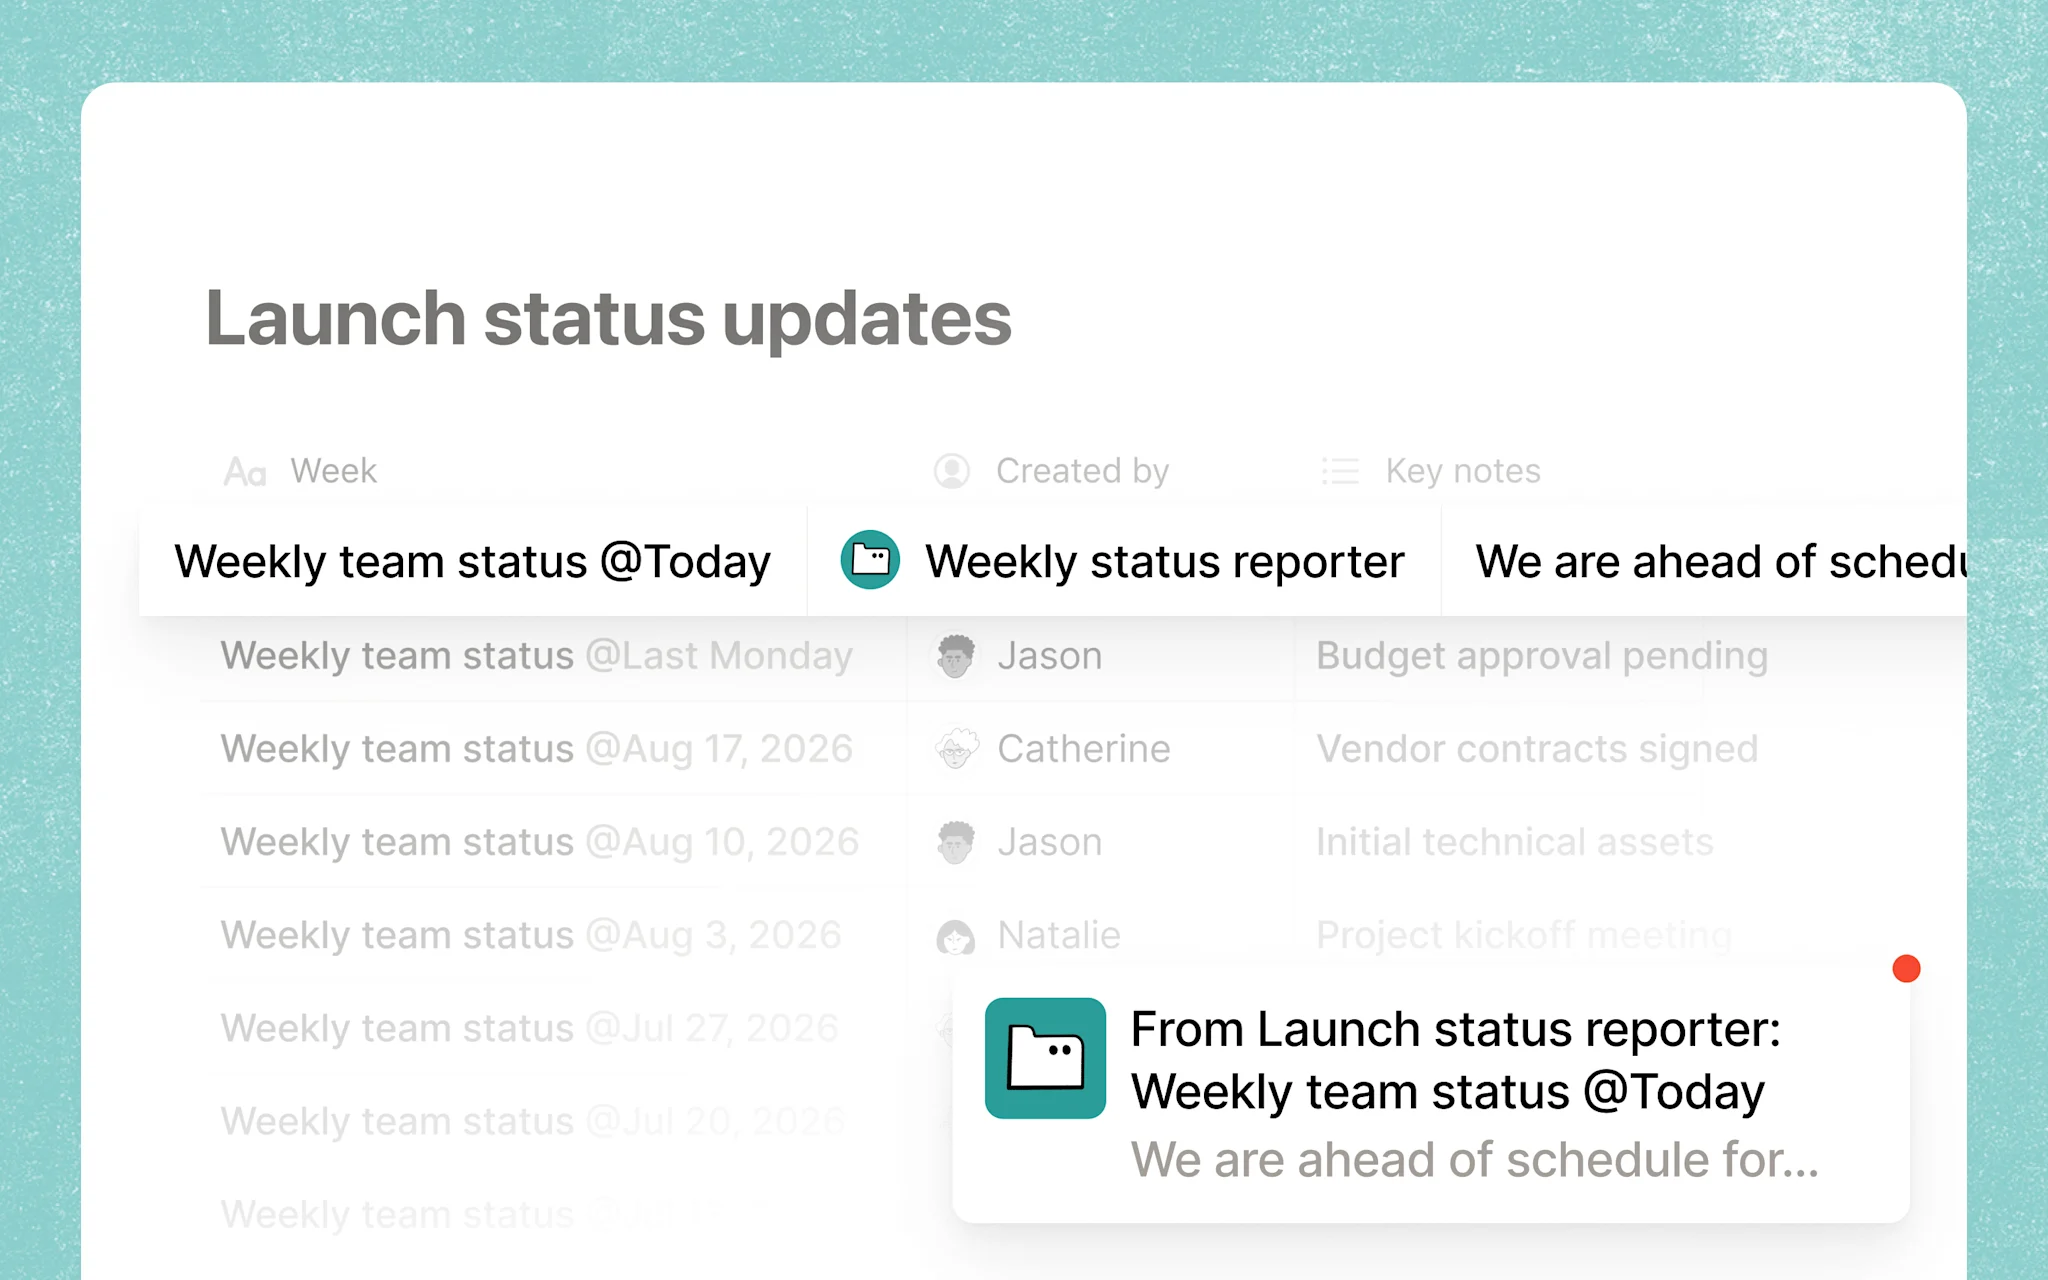 Launch status updates
Aa Week Created by Key notes
Weekly team status @Today Weekly status reporter We are ahead of schedu
Weekly team status @Last Monday Jason Budget approval pending
Weekly team status @Aug 17, 2026 Catherine Vendor contracts signed
Weekly team status @Aug 10, 2026 Jason Initial technical assets
Weekly team status @Aug 3, 2026 Natalie Project kickoff meeting
Weekly team status @Jul 27, 2026
Weekly team status @Jul 20, 2026
Weekly team status
From Launch status reporter:
Weekly team status @Today
We are ahead of schedule for...